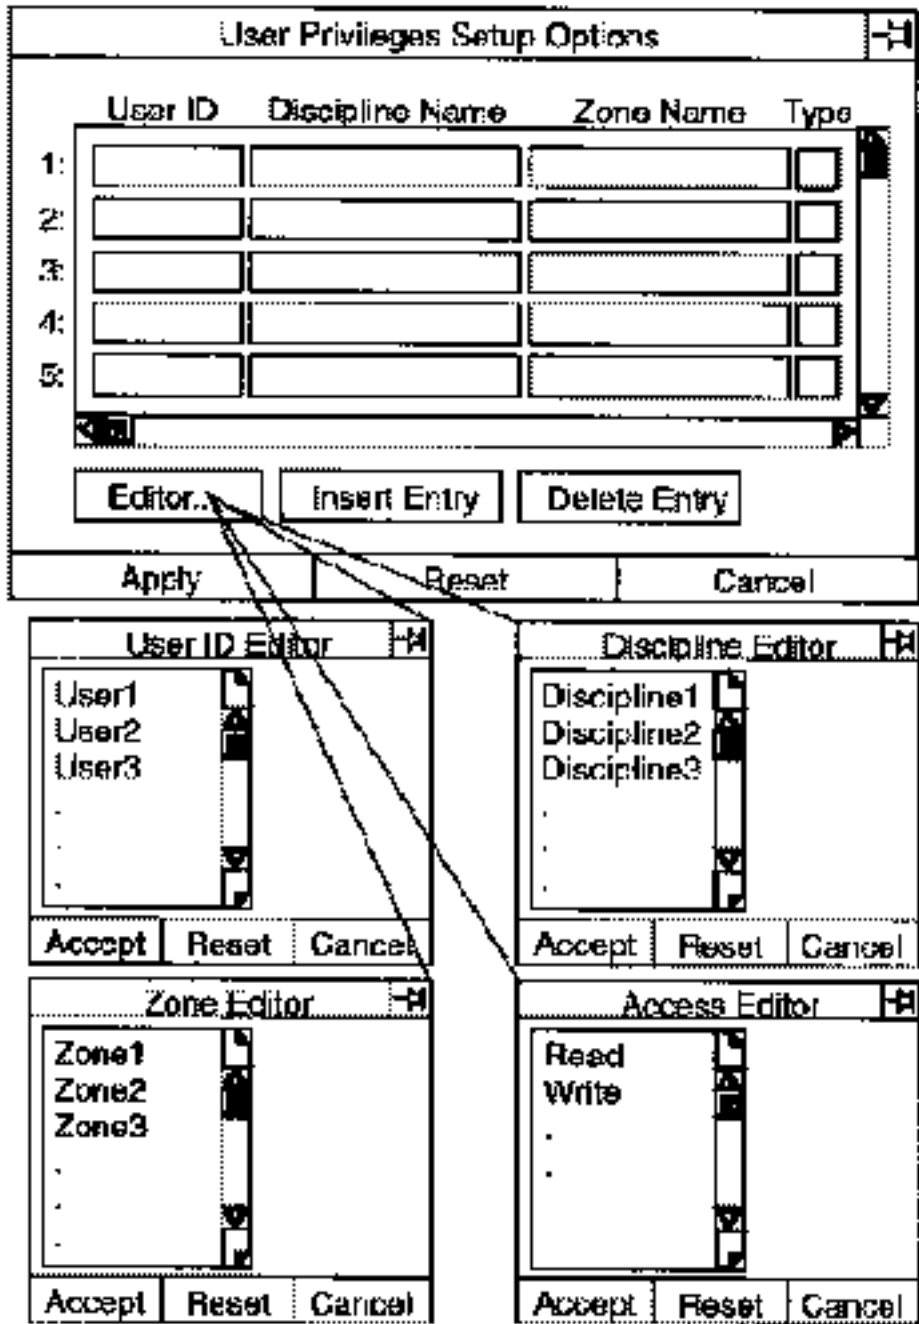 User Privileges Setup Options
User ID Discipline Name Zone Name Type
1:
2:
3:
4:
5:
Editor... Insert Entry Delete Entry
Apply Reset Cancel
User ID Editor
User1
User2
User3
.
.
.
Accept Reset Cancel
Discipline Editor
Discipline1
Discipline2
Discipline3
.
.
.
Accept Reset Cancel
Zone Editor
Zone1
Zone2
Zone3
.
.
.
Accept Reset Cancel
Access Editor
Read
Write
.
.
Accept Reset Cancel